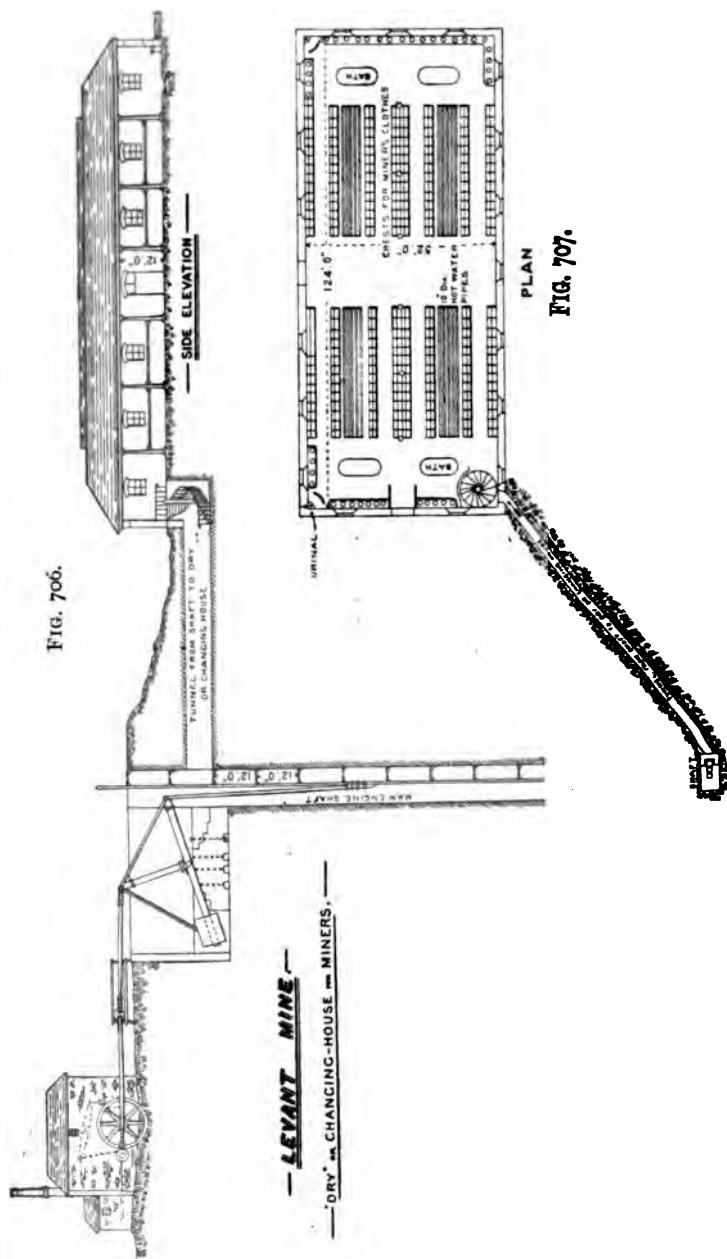 FIG. 706.
12'.0"
SIDE ELEVATION
TUNNEL FROM SHAFT TO DRY
OR CHANGING HOUSE
12'.0"
12'.0"
MAN ENGINE SHAFT
LEVANT MINE.
"DRY" OR CHANGING-HOUSE FOR MINERS.
URINAL
BATH
BATH
124'.0"
CHESTS FOR MINERS CLOTHES
32'.0"
10" DIA.
HOT WATER
PIPES
PLAN
FIG. 707.
SHAFT